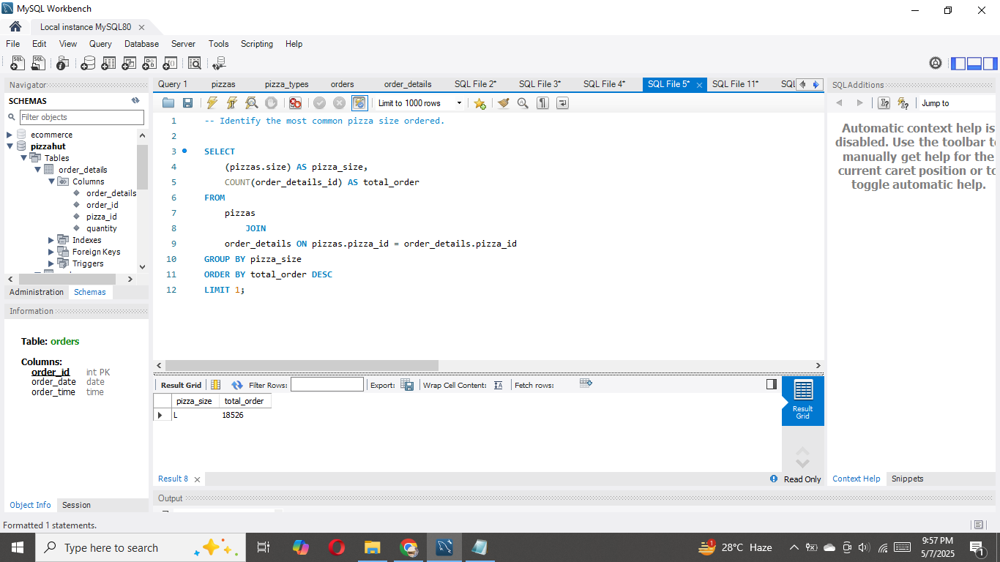 MySQL Workbench
Local instance MySQL80
File Edit View Query Database Server Tools Scripting Help
Navigator
SCHEMAS
Filter objects
ecommerce
pizzahut
Tables
order_details
Columns
order_details
order_id
pizza_id
quantity
Indexes
Foreign Keys
Triggers
Administration Schemas
Information
Table: orders
Columns:
order_id int PK
order_date date
order_time time
Object Info Session
Query 1 pizzas pizza_types orders order_details SQL File 2* SQL File 3* SQL File 4* SQL File 5* SQL File 11* SQL
Limit to 1000 rows
1 -- Identify the most common pizza size ordered.
2
3 SELECT
4 (pizzas.size) AS pizza_size,
5 COUNT(order_details_id) AS total_order
6 FROM
7 pizzas
8 JOIN
9 order_details ON pizzas.pizza_id = order_details.pizza_id
10 GROUP BY pizza_size
11 ORDER BY total_order DESC
12 LIMIT 1;
Result Grid Filter Rows: Export: Wrap Cell Content: Fetch rows:
pizza_size total_order
L 18526
Result
Grid
Result 8
Read Only
Output
SQLAdditions
Jump to
Automatic context help is
disabled. Use the toolbar to
manually get help for the
current caret position or to
toggle automatic help.
Context Help Snippets
Formatted 1 statements.
Type here to search
1
28°C Haze
9:57 PM
5/7/2025
1